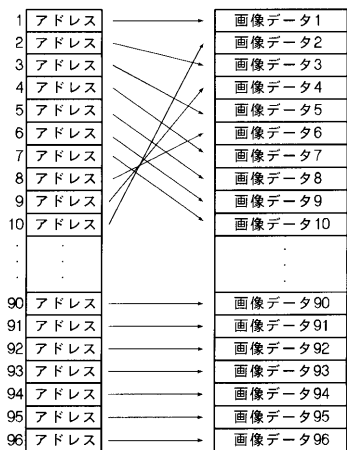 1 アドレス 画像データ1
2 アドレス 画像データ2
3 アドレス 画像データ3
4 アドレス 画像データ4
5 アドレス 画像データ5
6 アドレス 画像データ6
7 アドレス 画像データ7
8 アドレス 画像データ8
9 アドレス 画像データ9
10 アドレス 画像データ10
90 アドレス 画像データ90
91 アドレス 画像データ91
92 アドレス 画像データ92
93 アドレス 画像データ93
94 アドレス 画像データ94
95 アドレス 画像データ95
96 アドレス 画像データ96